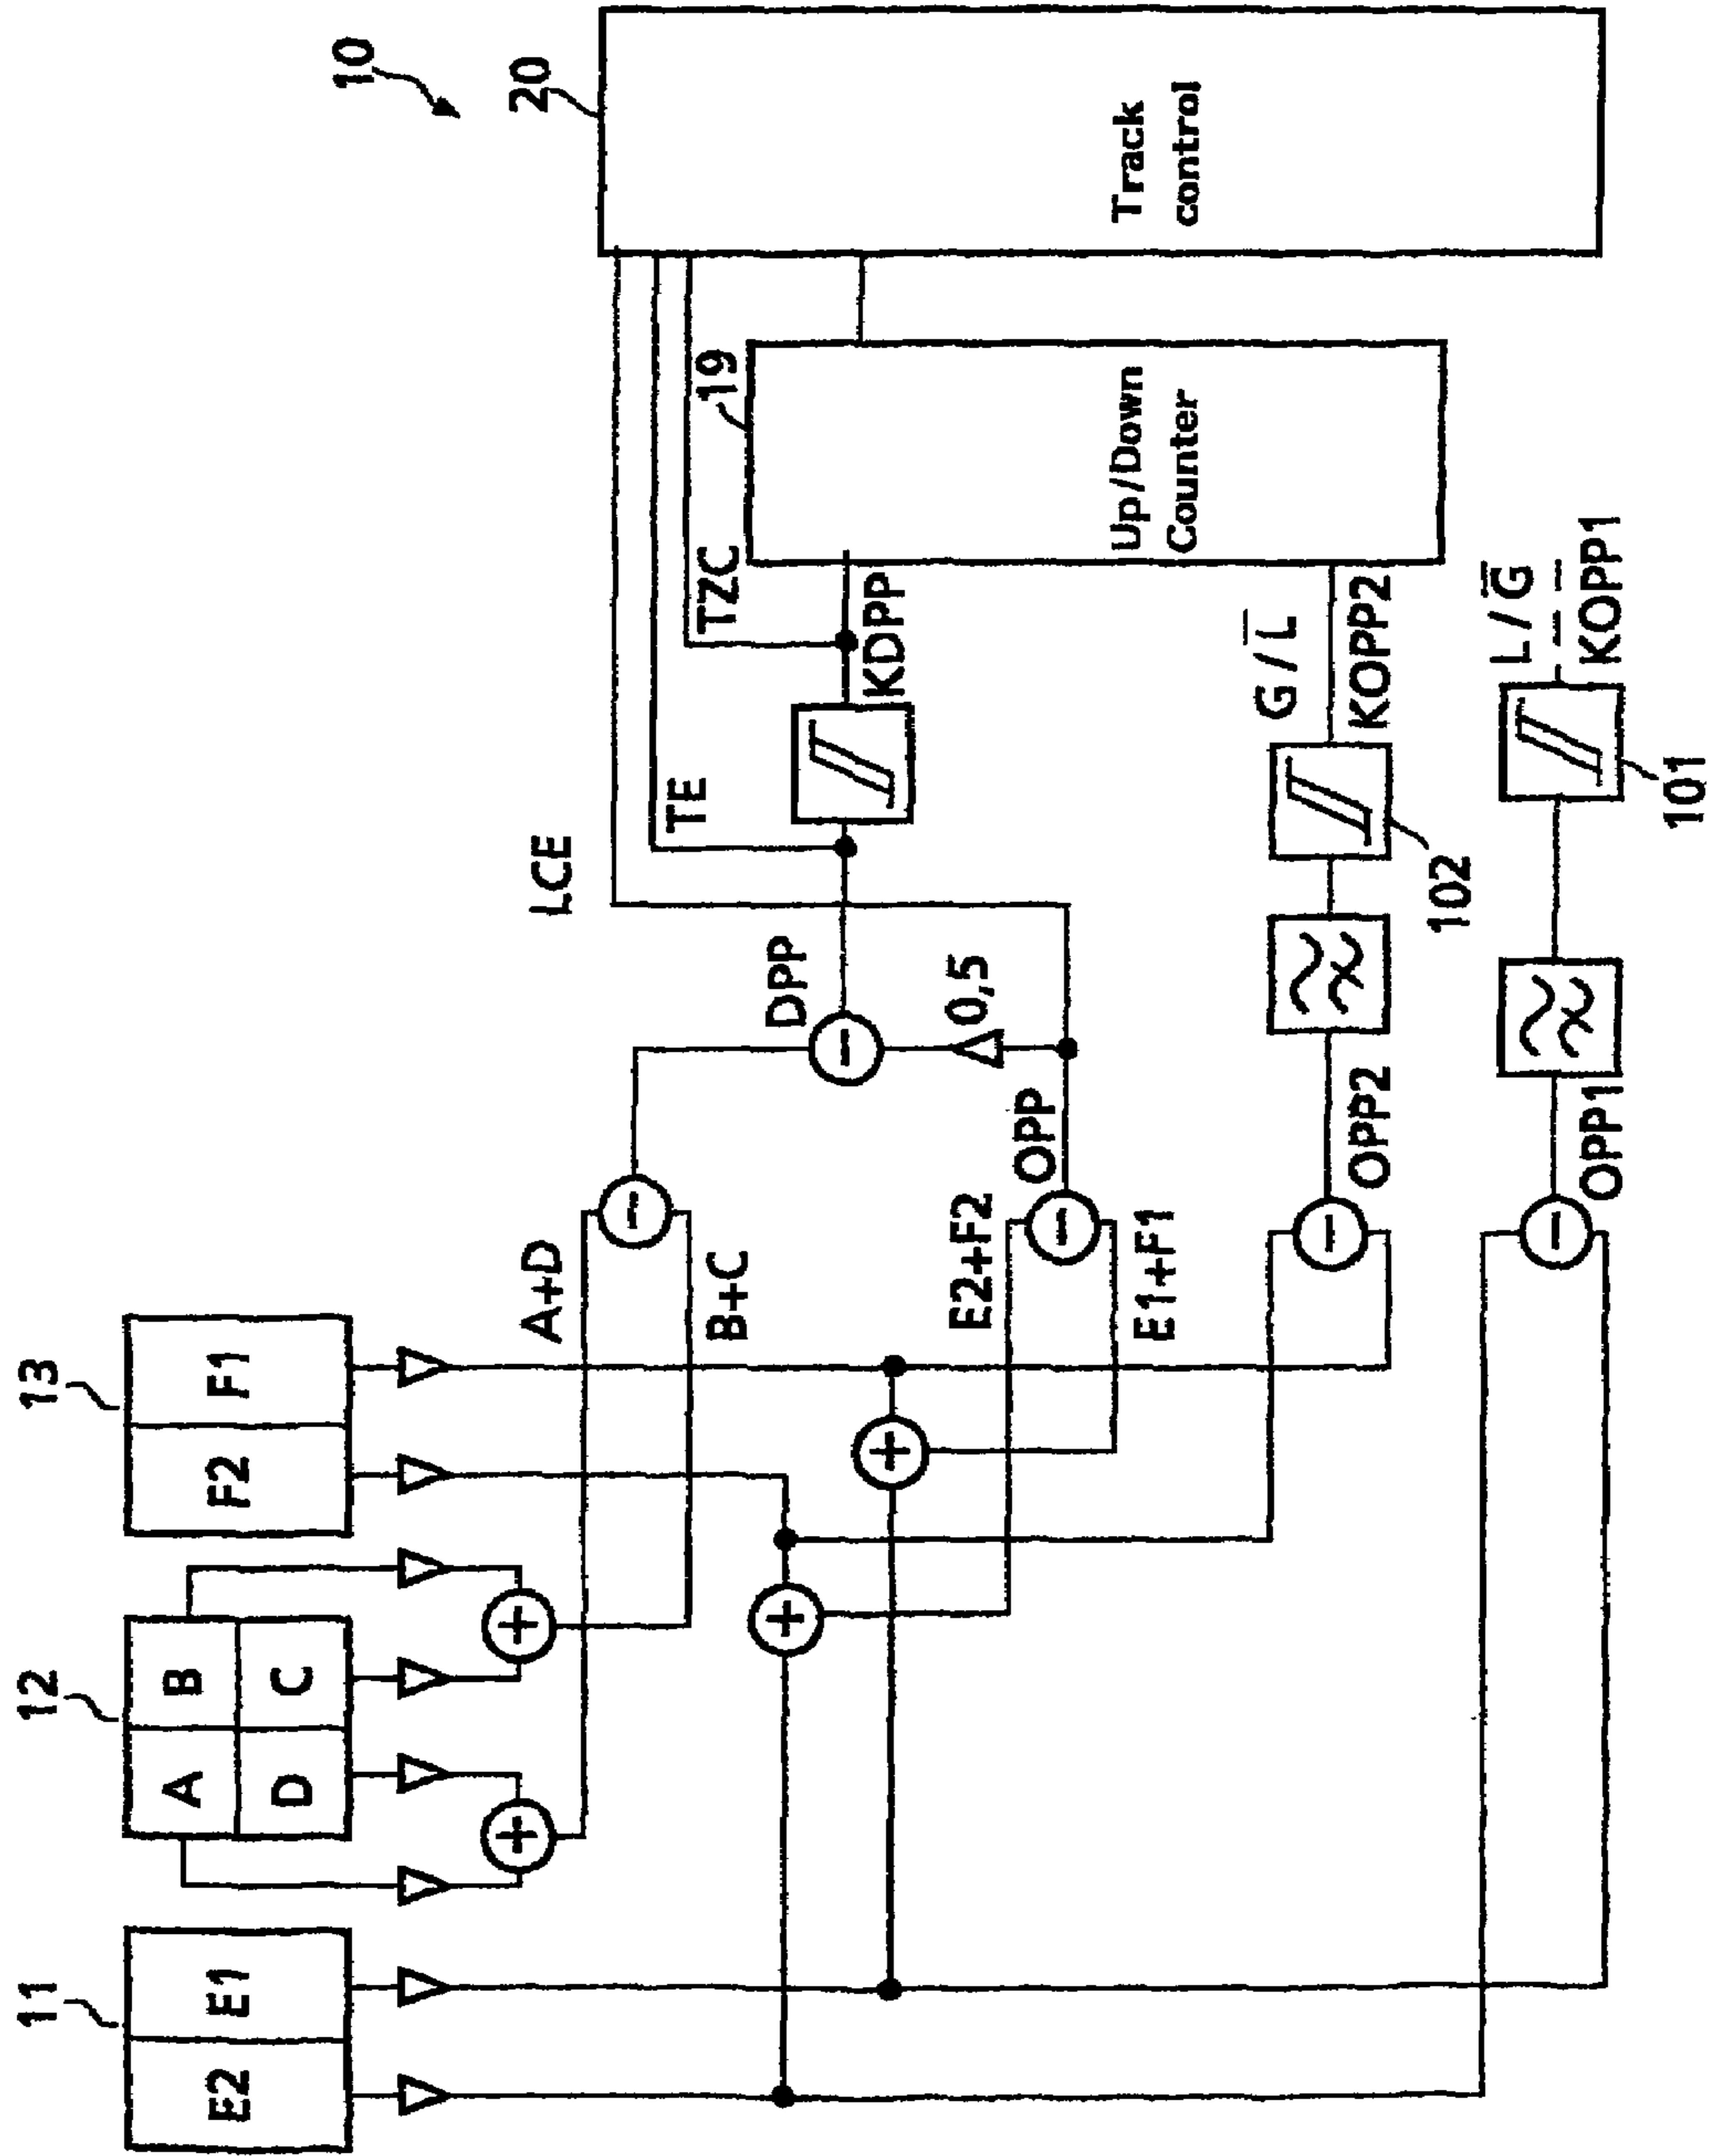 10
20
11
12
13
E2
E1
A
B
D
C
F2
F1
A+D
B+C
E2+F2
E1+F1
OPP
DPP
0,5
LCE
TE
TZC
KDPP
19
Up/Down
Counter
Track
control
OPP2
102
G/L̅
KOPP2
OPP1
101
L/G̅
KOPP1